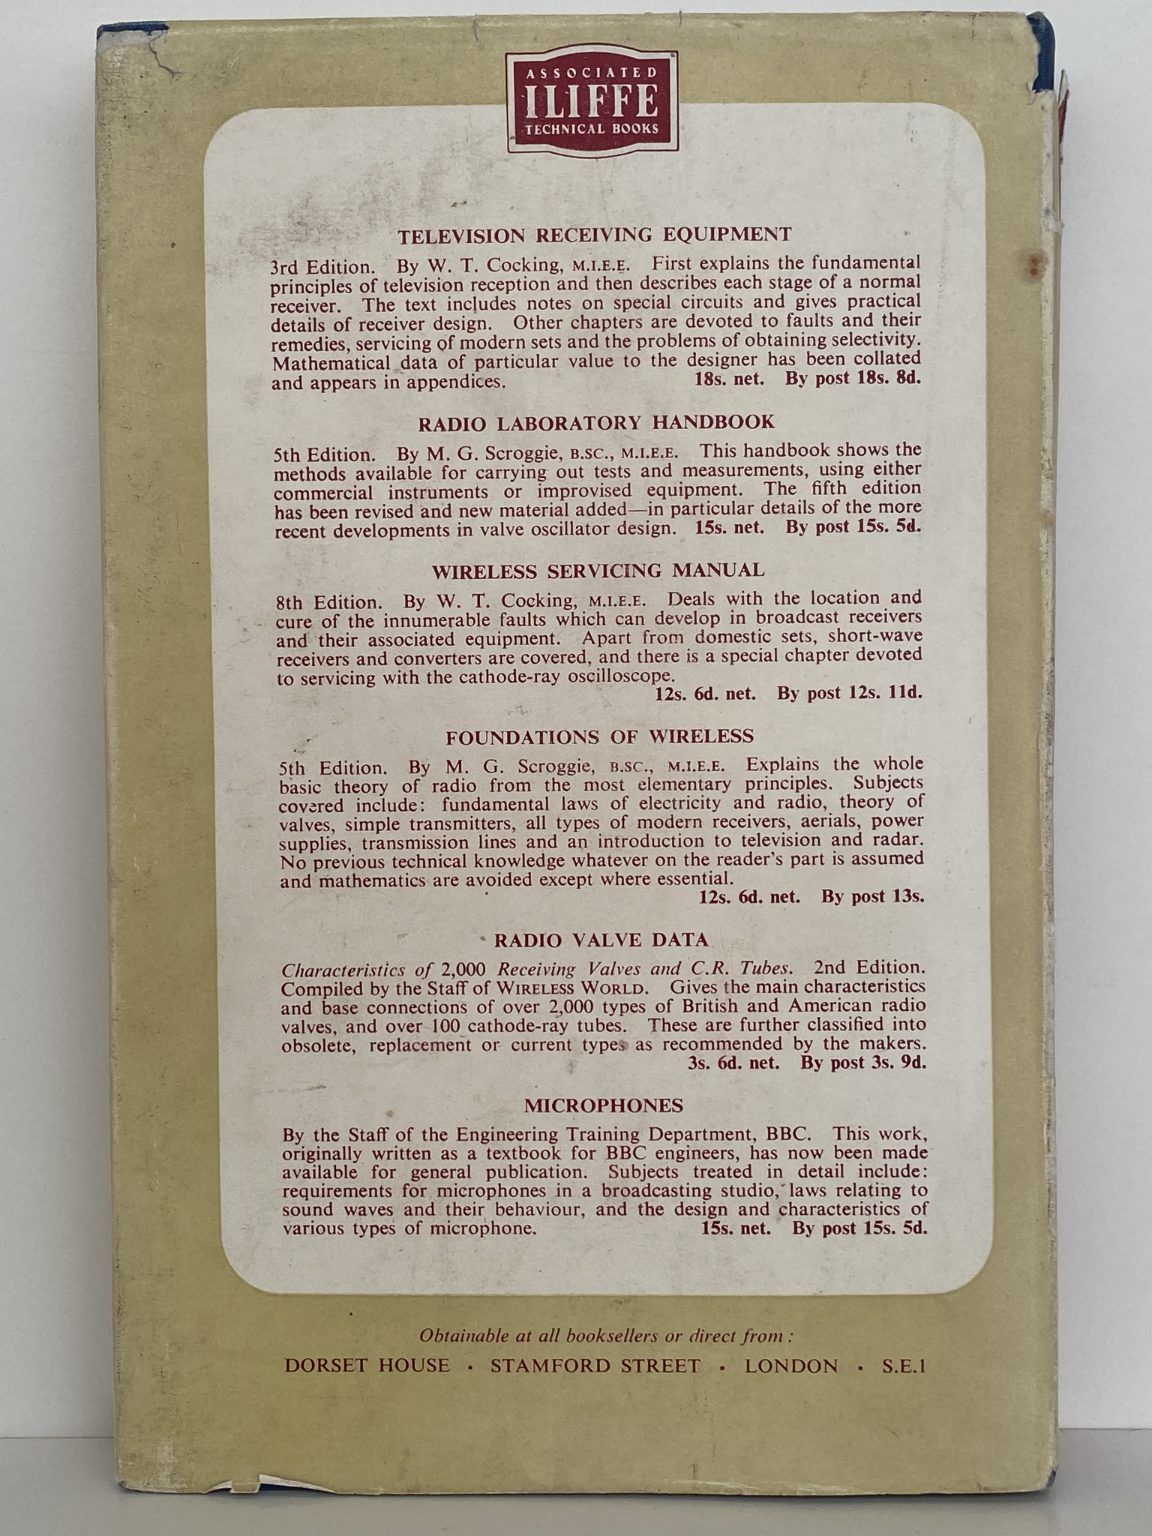 ASSOCIATED
ILIFFE
TECHNICAL BOOKS
TELEVISION RECEIVING EQUIPMENT
3rd Edition. By W. T. Cocking, M.I.E.E. First explains the fundamental
principles of television reception and then describes each stage of a normal
receiver. The text includes notes on special circuits and gives practical
details of receiver design. Other chapters are devoted to faults and their
remedies, servicing of modern sets and the problems of obtaining selectivity.
Mathematical data of particular value to the designer has been collated
and appears in appendices. 18s. net. By post 18s. 8d.
RADIO LABORATORY HANDBOOK
5th Edition. By M. G. Scroggie, B.SC., M.I.E.E. This handbook shows the
methods available for carrying out tests and measurements, using either
commercial instruments or improvised equipment. The fifth edition
has been revised and new material added—in particular details of the more
recent developments in valve oscillator design. 15s. net. By post 15s. 5d.
WIRELESS SERVICING MANUAL
8th Edition. By W. T. Cocking, M.I.E.E. Deals with the location and
cure of the innumerable faults which can develop in broadcast receivers
and their associated equipment. Apart from domestic sets, short-wave
receivers and converters are covered, and there is a special chapter devoted
to servicing with the cathode-ray oscilloscope.
12s. 6d. net. By post 12s. 11d.
FOUNDATIONS OF WIRELESS
5th Edition. By M. G. Scroggie, B.SC., M.I.E.E. Explains the whole
basic theory of radio from the most elementary principles. Subjects
covered include: fundamental laws of electricity and radio, theory of
valves, simple transmitters, all types of modern receivers, aerials, power
supplies, transmission lines and an introduction to television and radar.
No previous technical knowledge whatever on the reader's part is assumed
and mathematics are avoided except where essential.
12s. 6d. net. By post 13s.
RADIO VALVE DATA
Characteristics of 2,000 Receiving Valves and C.R. Tubes. 2nd Edition.
Compiled by the Staff of WIRELESS WORLD. Gives the main characteristics
and base connections of over 2,000 types of British and American radio
valves, and over 100 cathode-ray tubes. These are further classified into
obsolete, replacement or current types as recommended by the makers.
3s. 6d. net. By post 3s. 9d.
MICROPHONES
By the Staff of the Engineering Training Department, BBC. This work,
originally written as a textbook for BBC engineers, has now been made
available for general publication. Subjects treated in detail include:
requirements for microphones in a broadcasting studio, laws relating to
sound waves and their behaviour, and the design and characteristics of
various types of microphone. 15s. net. By post 15s. 5d.
Obtainable at all booksellers or direct from:
DORSET HOUSE · STAMFORD STREET · LONDON · S.E.1